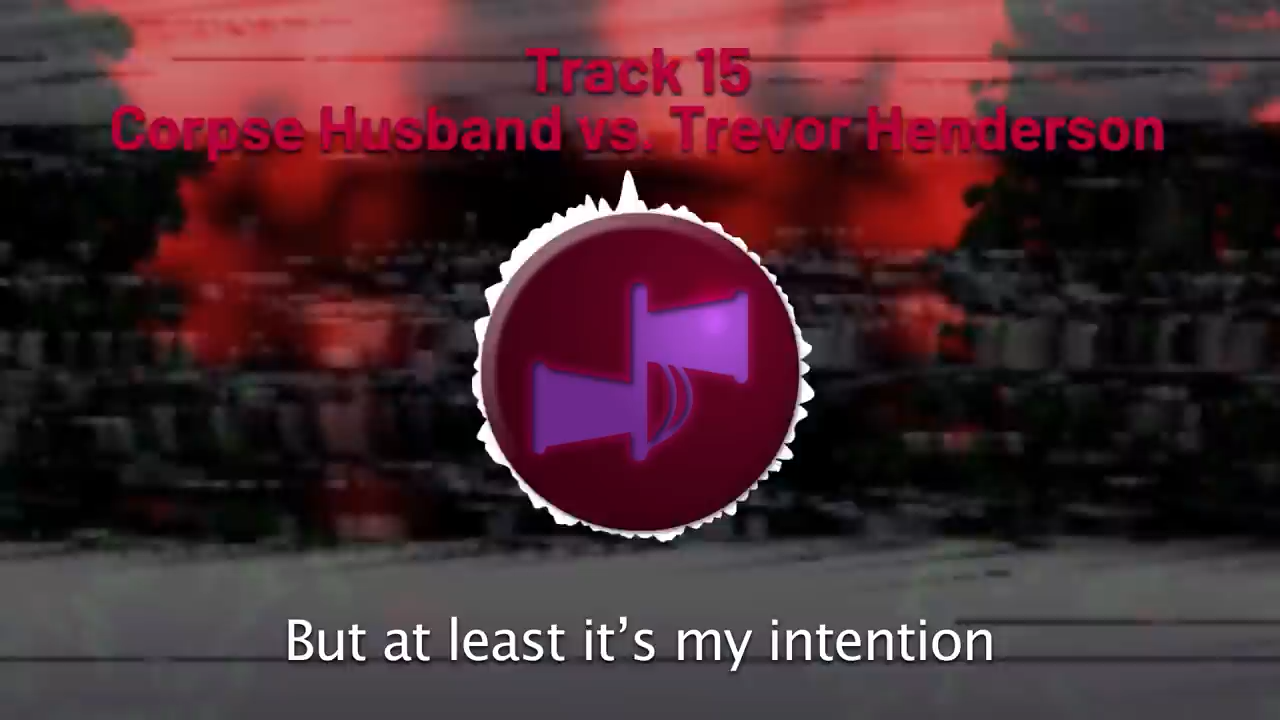 Track 15
Corpse Husband vs. Trevor Henderson
But at least it’s my intention